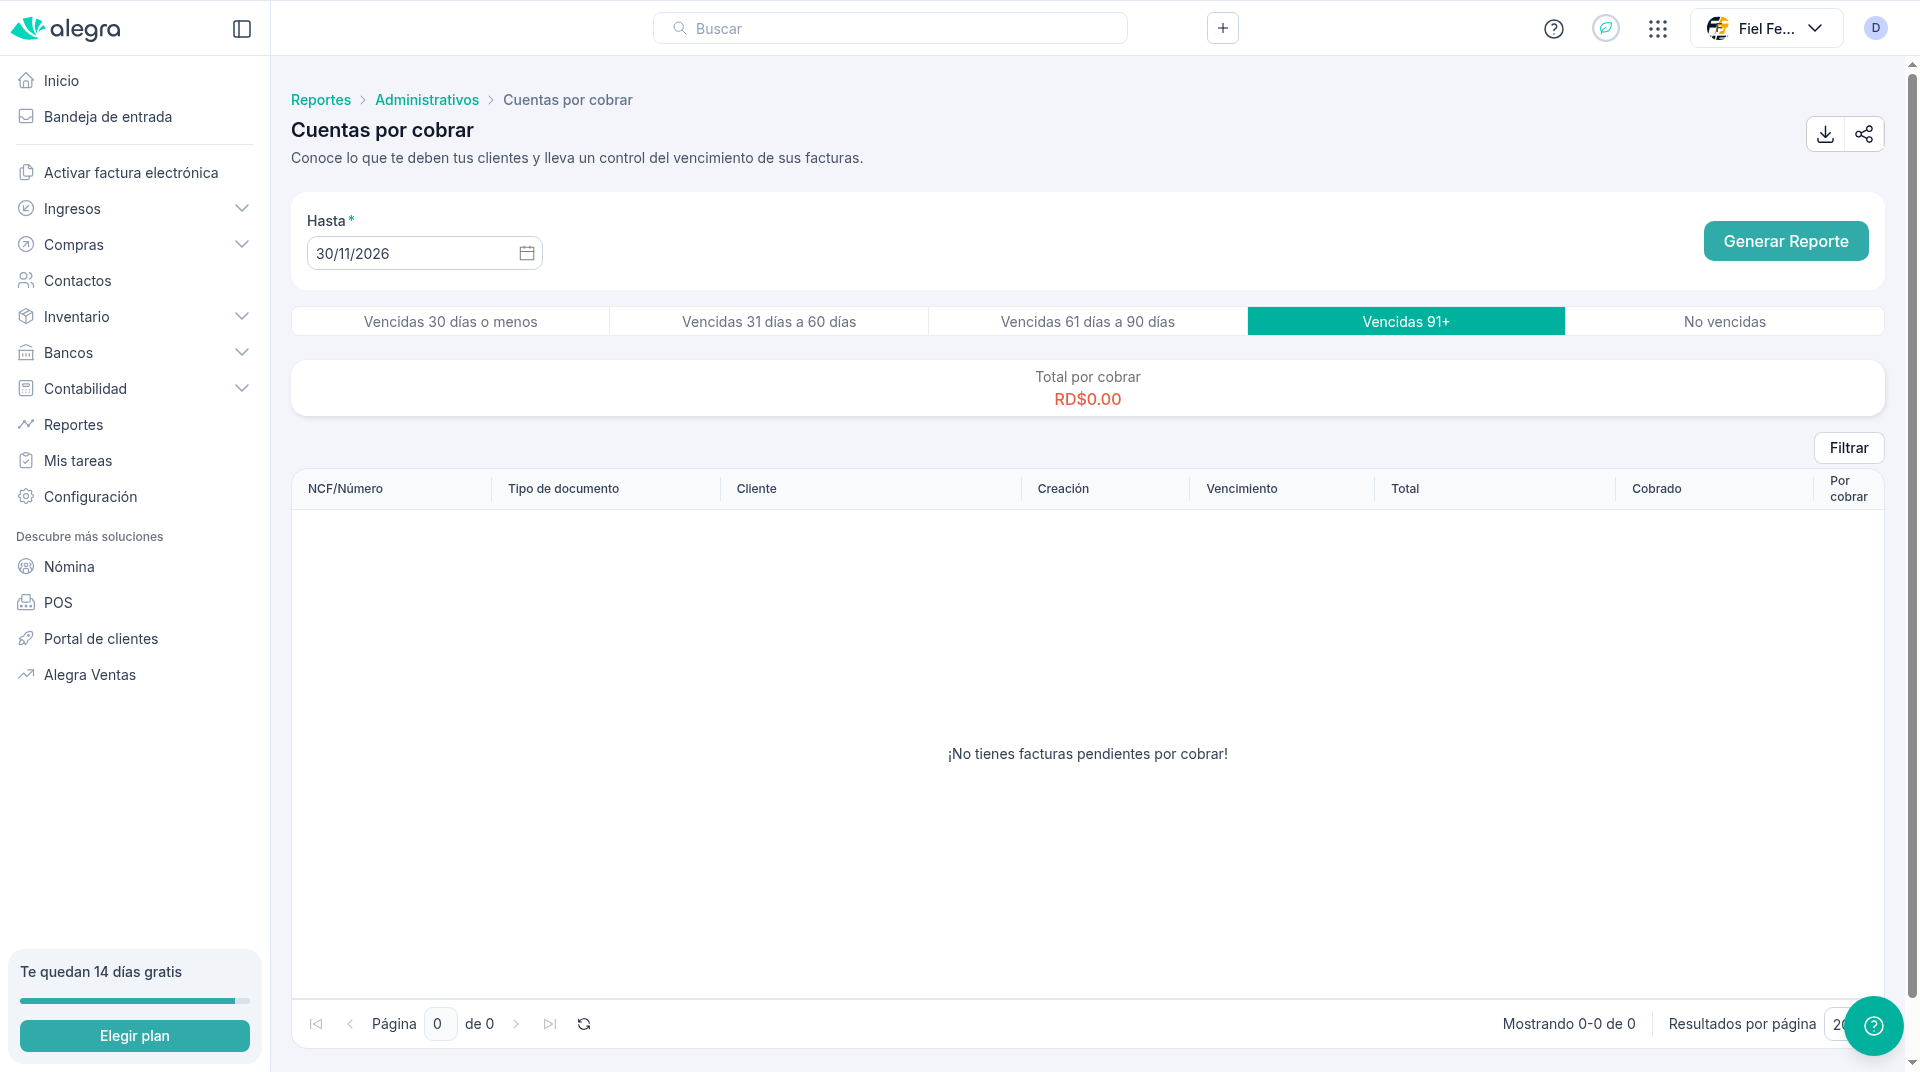 alegra
Buscar
Fiel Fe...
D
Inicio
Bandeja de entrada
Activar factura electrónica
Ingresos
Compras
Contactos
Inventario
Bancos
Contabilidad
Reportes
Mis tareas
Configuración
Descubre más soluciones
Nómina
POS
Portal de clientes
Alegra Ventas
Te quedan 14 días gratis
Elegir plan
Reportes > Administrativos > Cuentas por cobrar
Cuentas por cobrar
Conoce lo que te deben tus clientes y lleva un control del vencimiento de sus facturas.
Hasta *
30/11/2026
Generar Reporte
Vencidas 30 días o menos
Vencidas 31 días a 60 días
Vencidas 61 días a 90 días
Vencidas 91+
No vencidas
Total por cobrar
RD$0.00
Filtrar
NCF/Número
Tipo de documento
Cliente
Creación
Vencimiento
Total
Cobrado
Por
cobrar
¡No tienes facturas pendientes por cobrar!
Página 0 de 0
Mostrando 0-0 de 0
Resultados por página